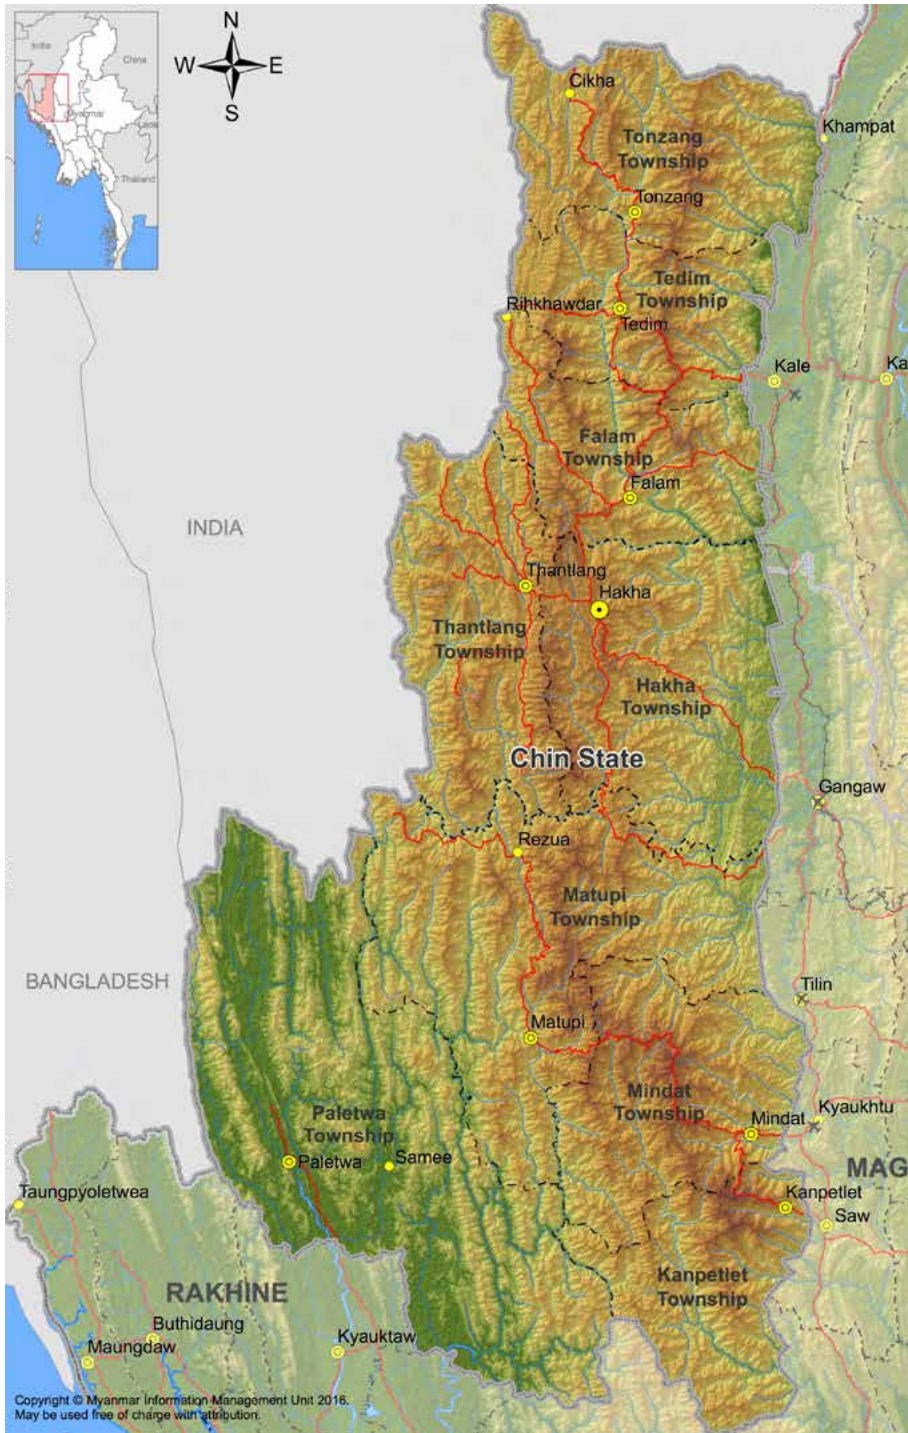 N
W E
S
India
China
Myanmar
Laos
Thailand
Cikha
Tonzang
Township
Khampat
Tonzang
Tedim
Township
Rihkhawdar
Tedim
Kale
Ka
Falam
Township
Falam
INDIA
Thantlang
Hakha
Thantlang
Township
Hakha
Township
Chin State
Gangaw
Rezua
Matupi
Township
BANGLADESH
Tilin
Matupi
Mindat
Township
Paletwa
Township
Mindat
Kyaukhtu
Paletwa
Samee
MAG
Taungpyoletwea
Kanpetlet
Saw
RAKHINE
Kanpetlet
Township
Buthidaung
Maungdaw
Kyauktaw
Copyright © Myanmar Information Management Unit 2016.
May be used free of charge with attribution.